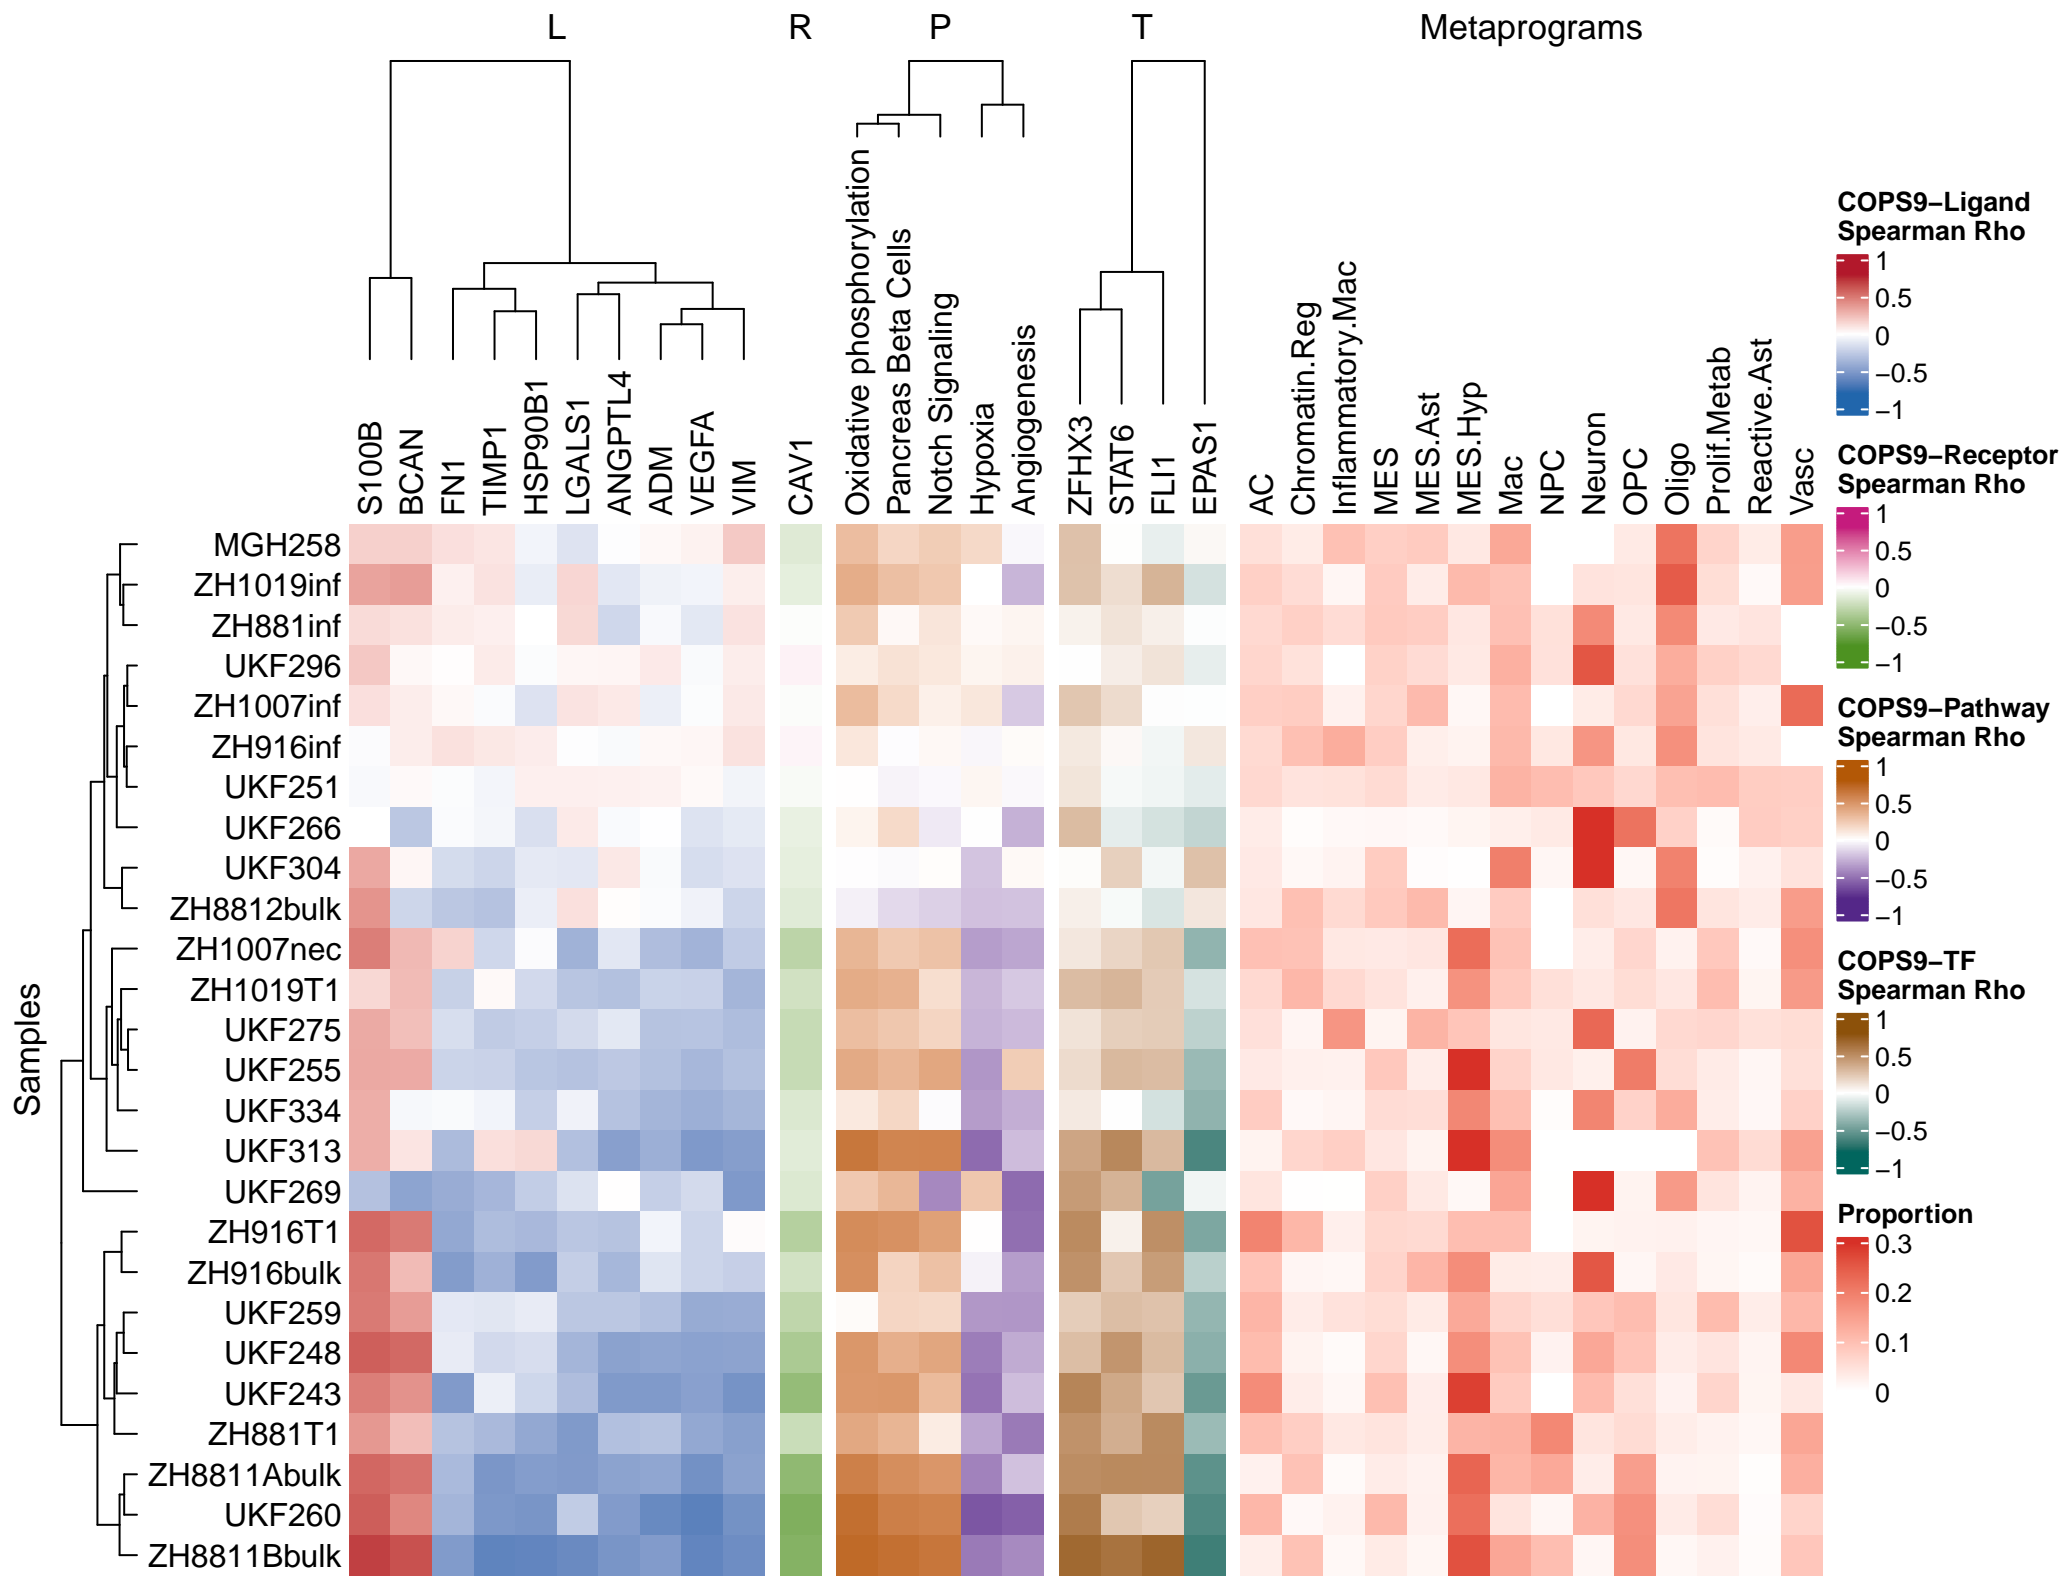 L
R
P
T
Metaprograms
S100B
BCAN
FN1
TIMP1
HSP90B1
LGALS1
ANGPTL4
ADM
VEGFA
VIM
CAV1
Oxidative phosphorylation
Pancreas Beta Cells
Notch Signaling
Hypoxia
Angiogenesis
ZFHX3
STAT6
FLI1
EPAS1
AC
Chromatin.Reg
Inflammatory.Mac
MES
MES.Ast
MES.Hyp
Mac
NPC
Neuron
OPC
Oligo
Prolif.Metab
Reactive.Ast
Vasc
Samples
MGH258
ZH1019inf
ZH881inf
UKF296
ZH1007inf
ZH916inf
UKF251
UKF266
UKF304
ZH8812bulk
ZH1007nec
ZH1019T1
UKF275
UKF255
UKF334
UKF313
UKF269
ZH916T1
ZH916bulk
UKF259
UKF248
UKF243
ZH881T1
ZH8811Abulk
UKF260
ZH8811Bbulk
COPS9−Ligand
Spearman Rho
1
0.5
0
−0.5
−1
COPS9−Receptor
Spearman Rho
1
0.5
0
−0.5
−1
COPS9−Pathway
Spearman Rho
1
0.5
0
−0.5
−1
COPS9−TF
Spearman Rho
1
0.5
0
−0.5
−1
Proportion
0.3
0.2
0.1
0